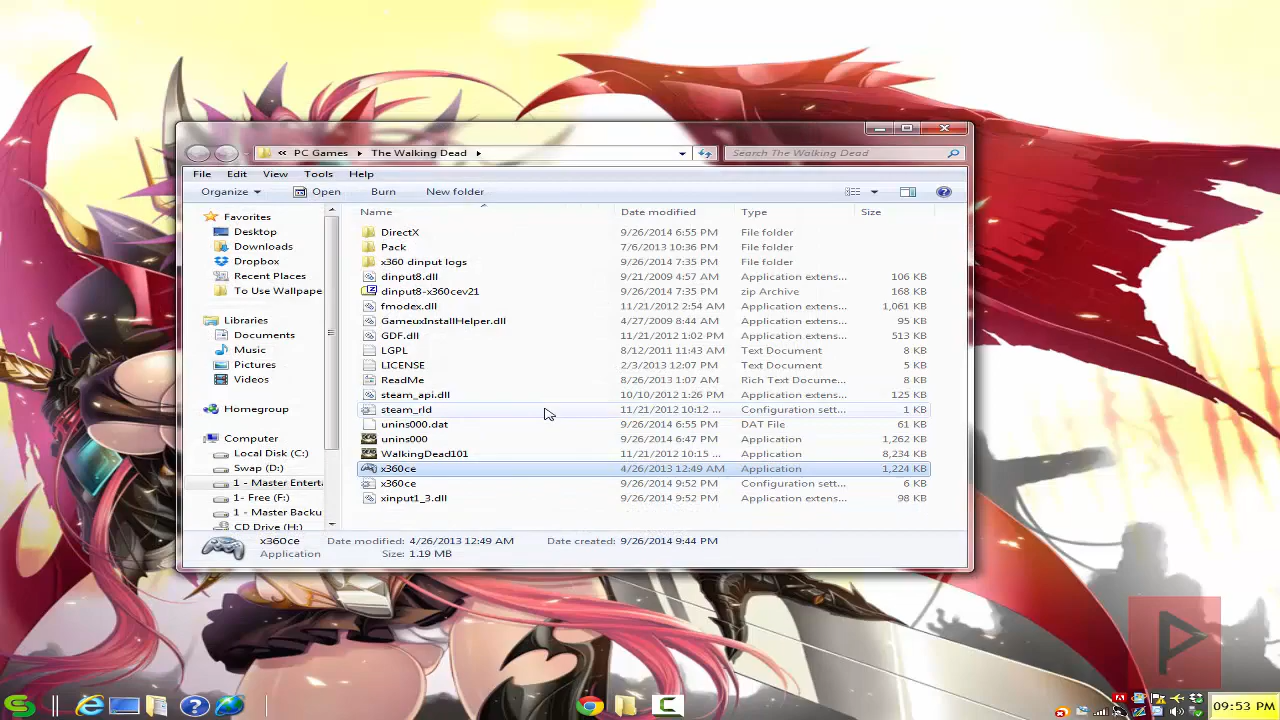 PC Games The Walking Dead
Search The Walking Dead
File Edit View Tools Help
Organize Open Burn New folder
Name Date modified Type Size
Favorites
Desktop
Downloads
Dropbox
Recent Places
To Use Wallpape
Libraries
Documents
Music
Pictures
Videos
Homegroup
Computer
Local Disk (C:)
Swap (D:)
1 - Master Entert
1- Free (F:)
1 - Master Backu
CD Drive (H:)
DirectX 9/26/2014 6:55 PM File folder
Pack 7/6/2013 10:36 PM File folder
x360 dinput logs 9/26/2014 7:35 PM File folder
dinput8.dll 9/21/2009 4:57 AM Application extens... 106 KB
dinput8-x360cev21 9/26/2014 7:35 PM zip Archive 168 KB
fmodex.dll 11/21/2012 2:54 AM Application extens... 1,061 KB
GameuxInstallHelper.dll 4/27/2009 8:44 AM Application extens... 95 KB
GDF.dll 11/21/2012 1:02 PM Application extens... 513 KB
LGPL 8/12/2011 11:43 AM Text Document 8 KB
LICENSE 2/3/2013 12:07 PM Text Document 5 KB
ReadMe 8/26/2013 1:07 AM Rich Text Docume... 8 KB
steam_api.dll 10/10/2012 1:26 PM Application extens... 125 KB
steam_rld 11/21/2012 10:12 ... Configuration sett... 1 KB
unins000.dat 9/26/2014 6:55 PM DAT File 61 KB
unins000 9/26/2014 6:47 PM Application 1,262 KB
WalkingDead101 11/21/2012 10:15 ... Application 8,234 KB
x360ce 4/26/2013 12:49 AM Application 1,224 KB
x360ce 9/26/2014 9:52 PM Configuration sett... 6 KB
xinput1_3.dll 9/26/2014 9:52 PM Application extens... 98 KB
x360ce Date modified: 4/26/2013 12:49 AM Date created: 9/26/2014 9:44 PM
Application Size: 1.19 MB
09:53 PM